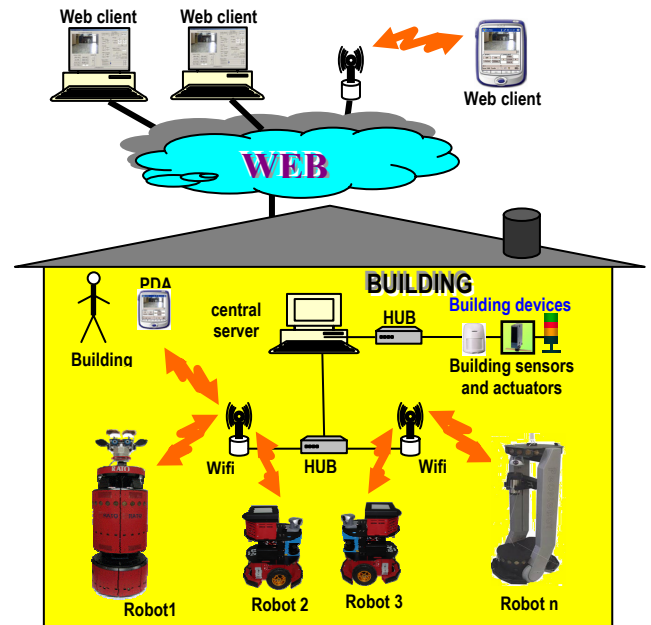 Web client
Web client
Web client
WEB
BUILDING
PDA
Building devices
central
server
HUB
Building
Building sensors
and actuators
Wifi
HUB
Wifi
Robot1
Robot 2
Robot 3
Robot n